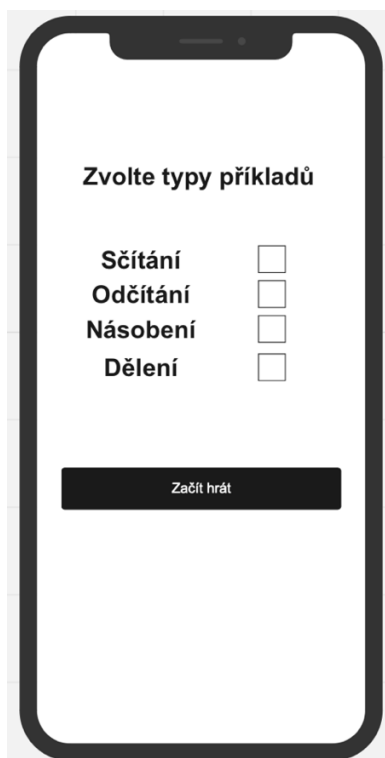 Zvolte typy příkladů
Sčítání
Odčítání
Násobení
Dělení
Začít hrát